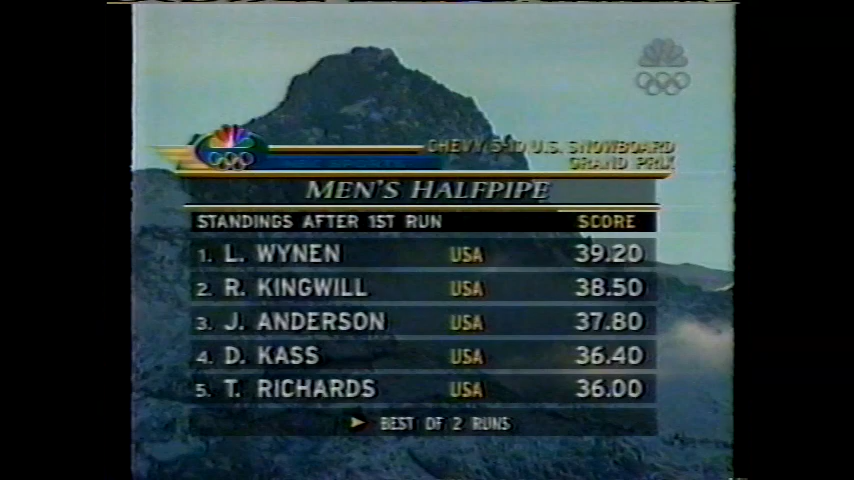 CHEVY S-10 U.S. SNOWBOARD
GRAND PRIX
MEN'S HALFPIPE
STANDINGS AFTER 1ST RUN SCORE
1. L. WYNEN USA 39.20
2. R. KINGWILL USA 38.50
3. J. ANDERSON USA 37.80
4. D. KASS USA 36.40
5. T. RICHARDS USA 36.00
► BEST OF 2 RUNS